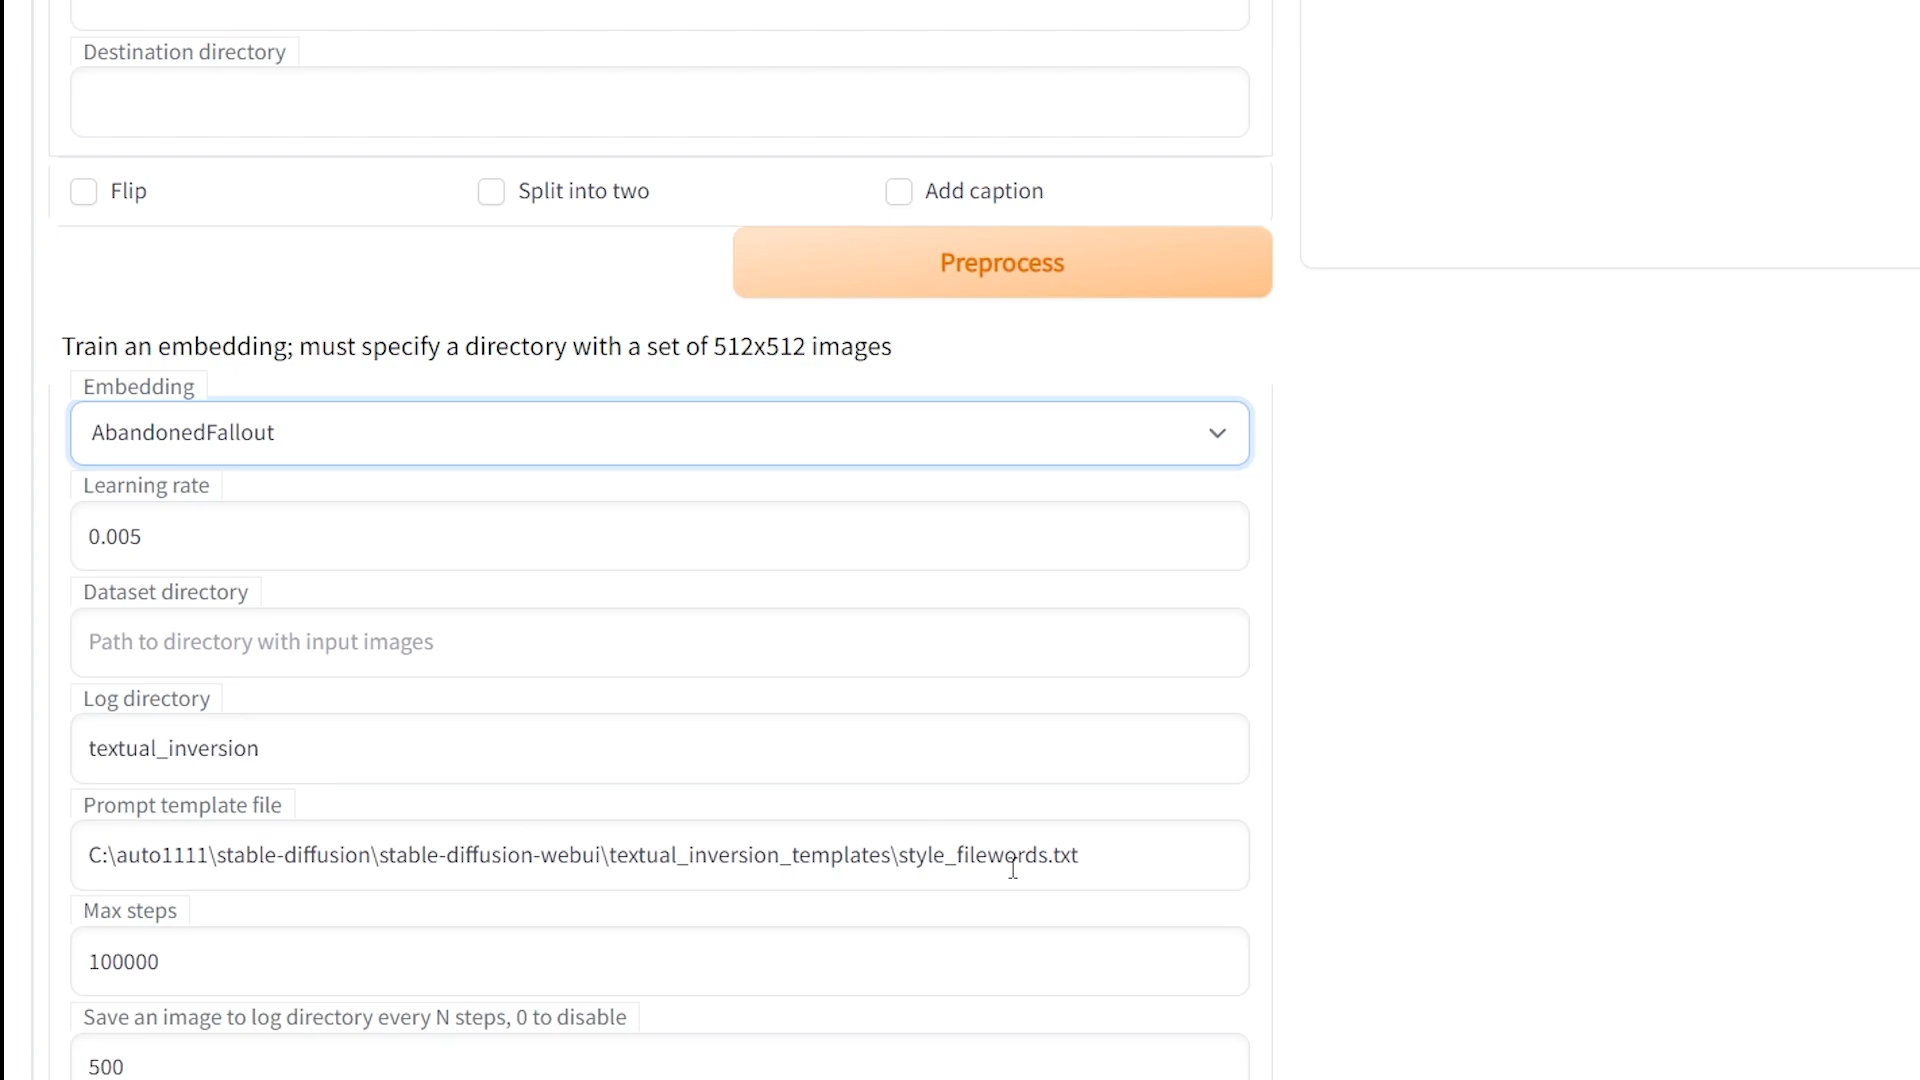 Destination directory
Flip
Split into two
Add caption
Preprocess
Train an embedding; must specify a directory with a set of 512x512 images
Embedding
AbandonedFallout
Learning rate
0.005
Dataset directory
Path to directory with input images
Log directory
textual_inversion
Prompt template file
C:\auto1111\stable-diffusion\stable-diffusion-webui\textual_inversion_templates\style_filewords.txt
Max steps
100000
Save an image to log directory every N steps, 0 to disable
500